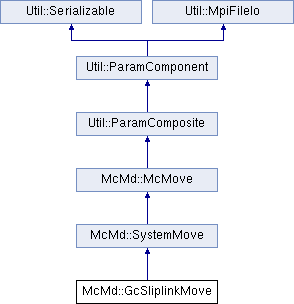 Util::Serializable Util::MpiFileIo
Util::ParamComponent
Util::ParamComposite
McMd::McMove
McMd::SystemMove
McMd::GcSliplinkMove